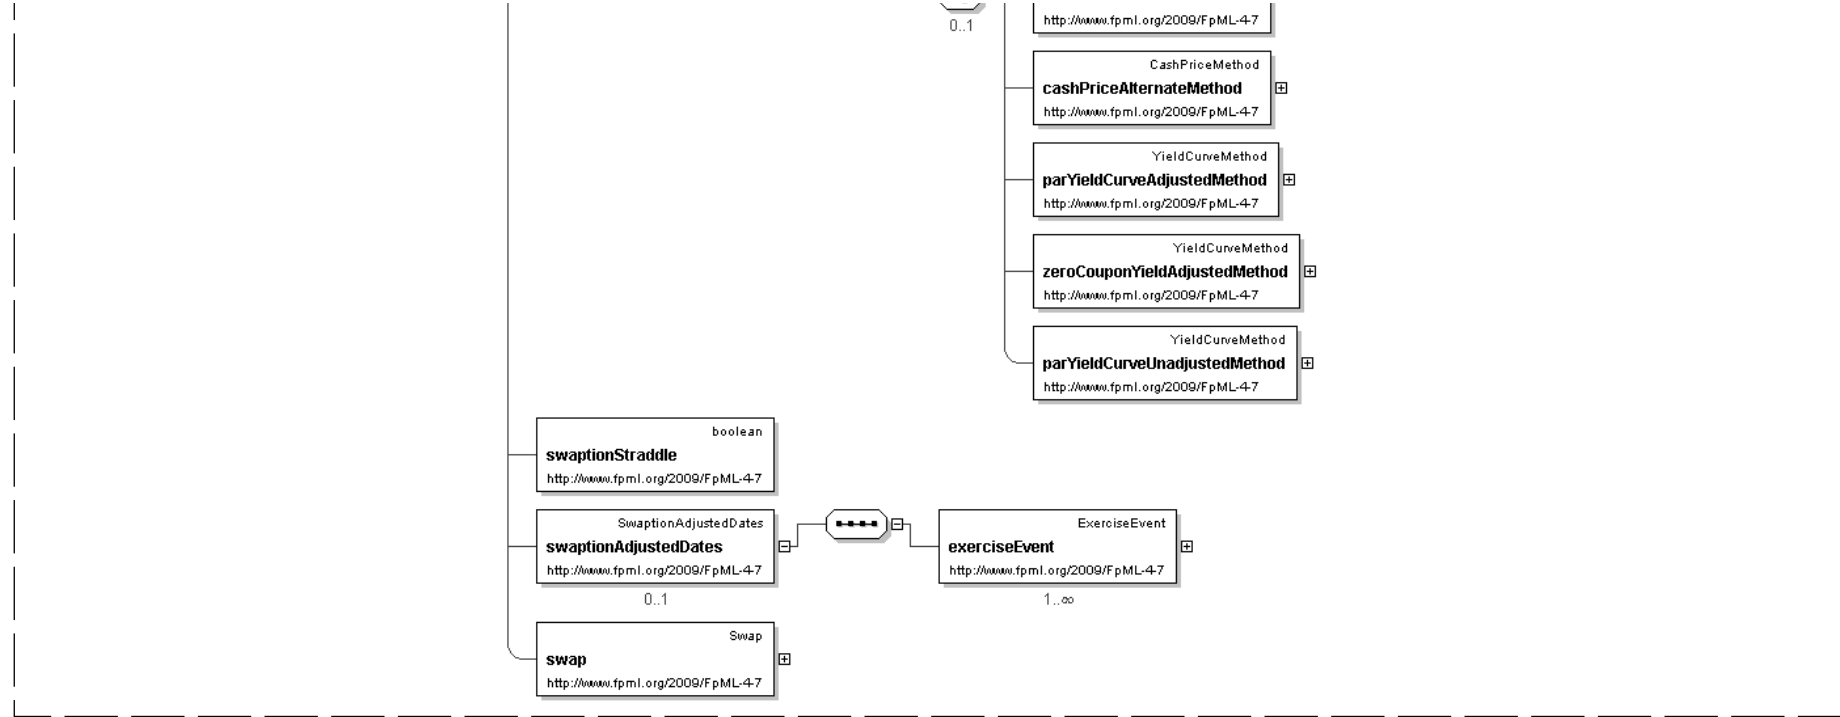 http://www.fpml.org/2009/FpML-4-7
0..1
CashPriceMethod
cashPriceAlternateMethod
http://www.fpml.org/2009/FpML-4-7
YieldCurveMethod
parYieldCurveAdjustedMethod
http://www.fpml.org/2009/FpML-4-7
YieldCurveMethod
zeroCouponYieldAdjustedMethod
http://www.fpml.org/2009/FpML-4-7
YieldCurveMethod
parYieldCurveUnadjustedMethod
http://www.fpml.org/2009/FpML-4-7
boolean
swaptionStraddle
http://www.fpml.org/2009/FpML-4-7
SwaptionAdjustedDates
swaptionAdjustedDates
http://www.fpml.org/2009/FpML-4-7
0..1
ExerciseEvent
exerciseEvent
http://www.fpml.org/2009/FpML-4-7
1..∞
Swap
swap
http://www.fpml.org/2009/FpML-4-7